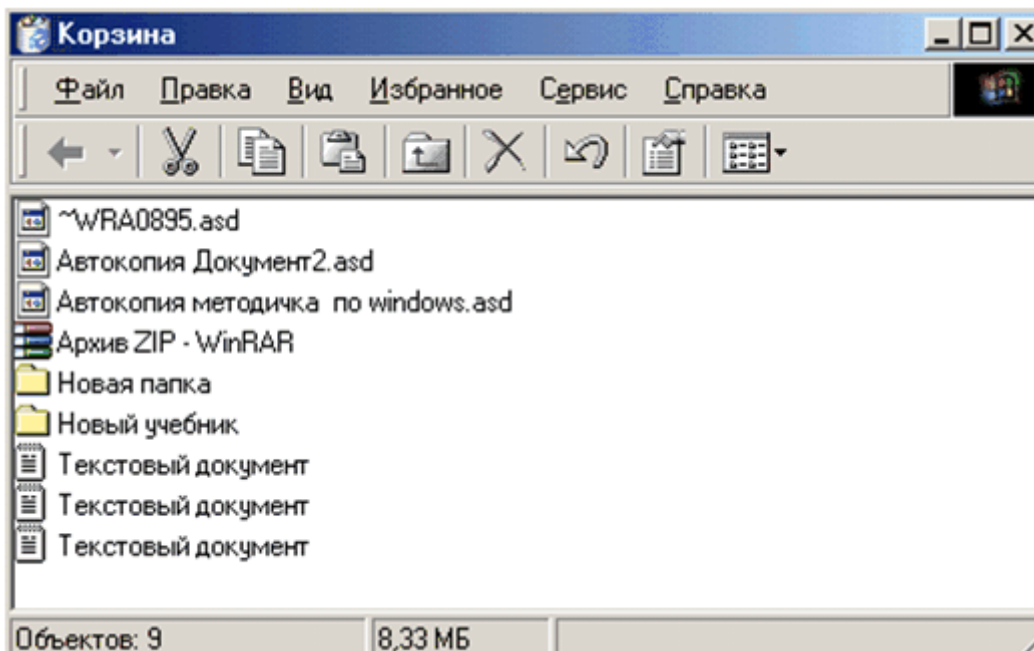 Корзина
Файл Правка Вид Избранное Сервис Справка
~WRA0895.asd
Автокопия Документ2.asd
Автокопия методичка по windows.asd
Архив ZIP - WinRAR
Новая папка
Новый учебник
Текстовый документ
Текстовый документ
Текстовый документ
Объектов: 9 8,33 МБ